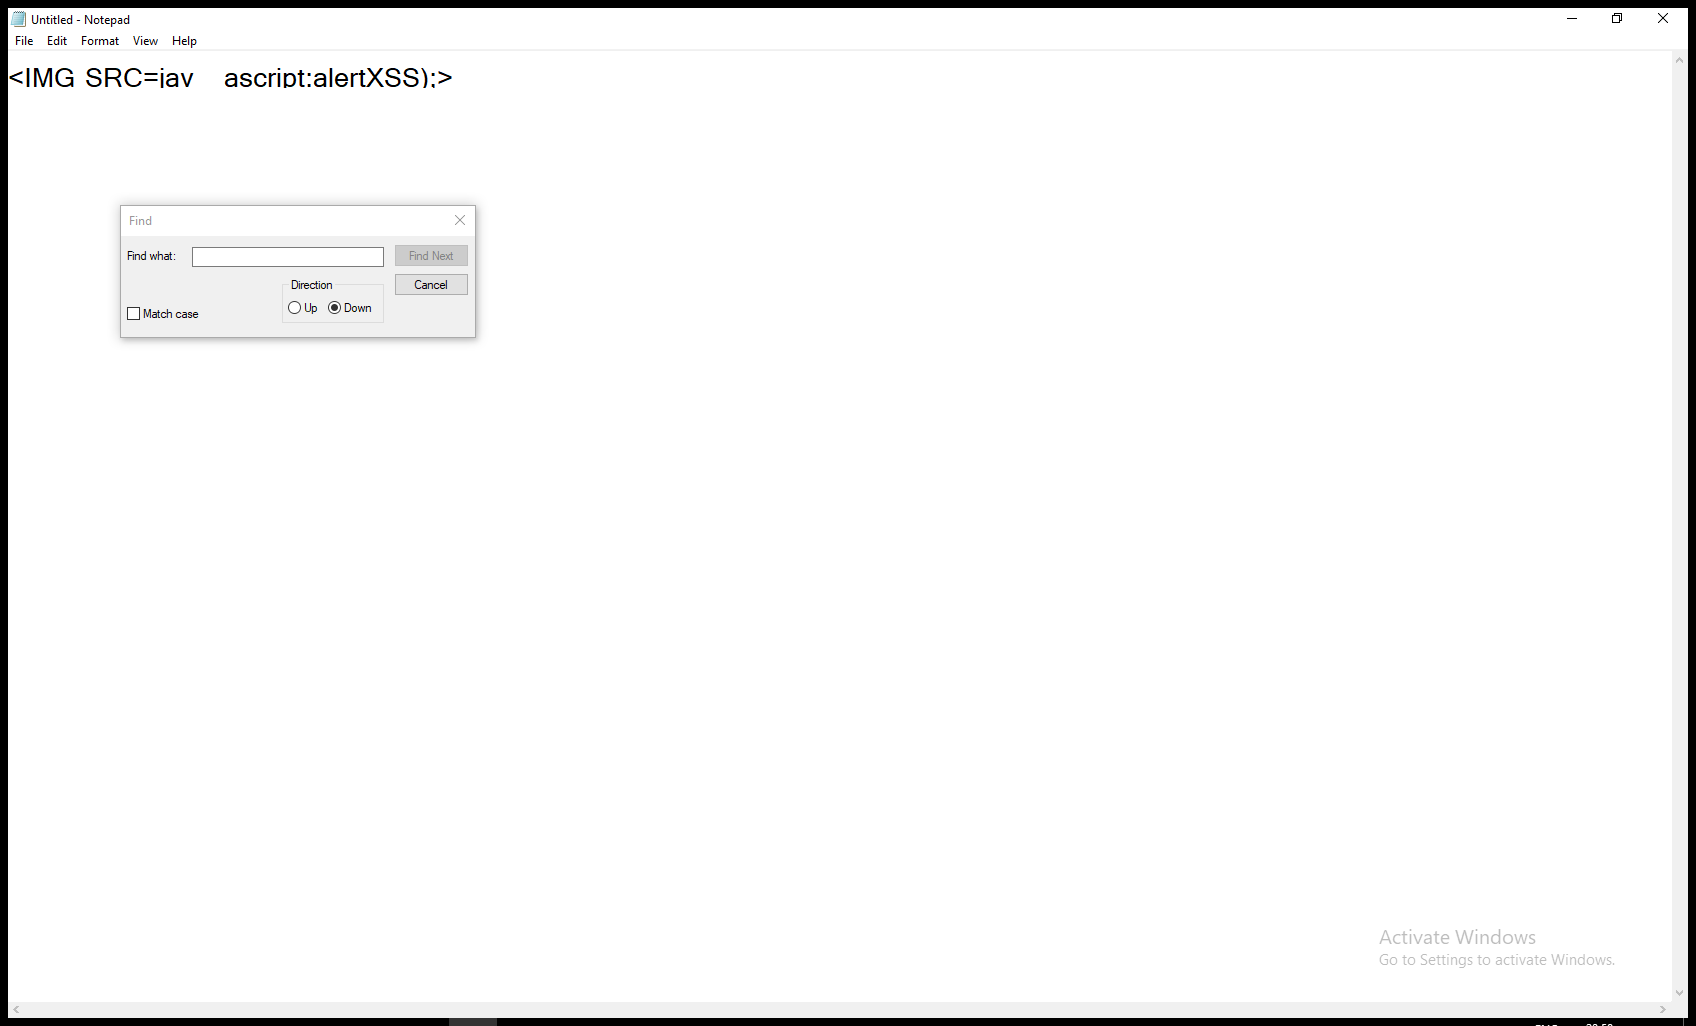 Untitled - Notepad
File Edit Format View Help
<IMG SRC=jav    ascript:alertXSS);>
Find
Find what:
Find Next
Direction
Cancel
Up Down
Match case
Activate Windows
Go to Settings to activate Windows.